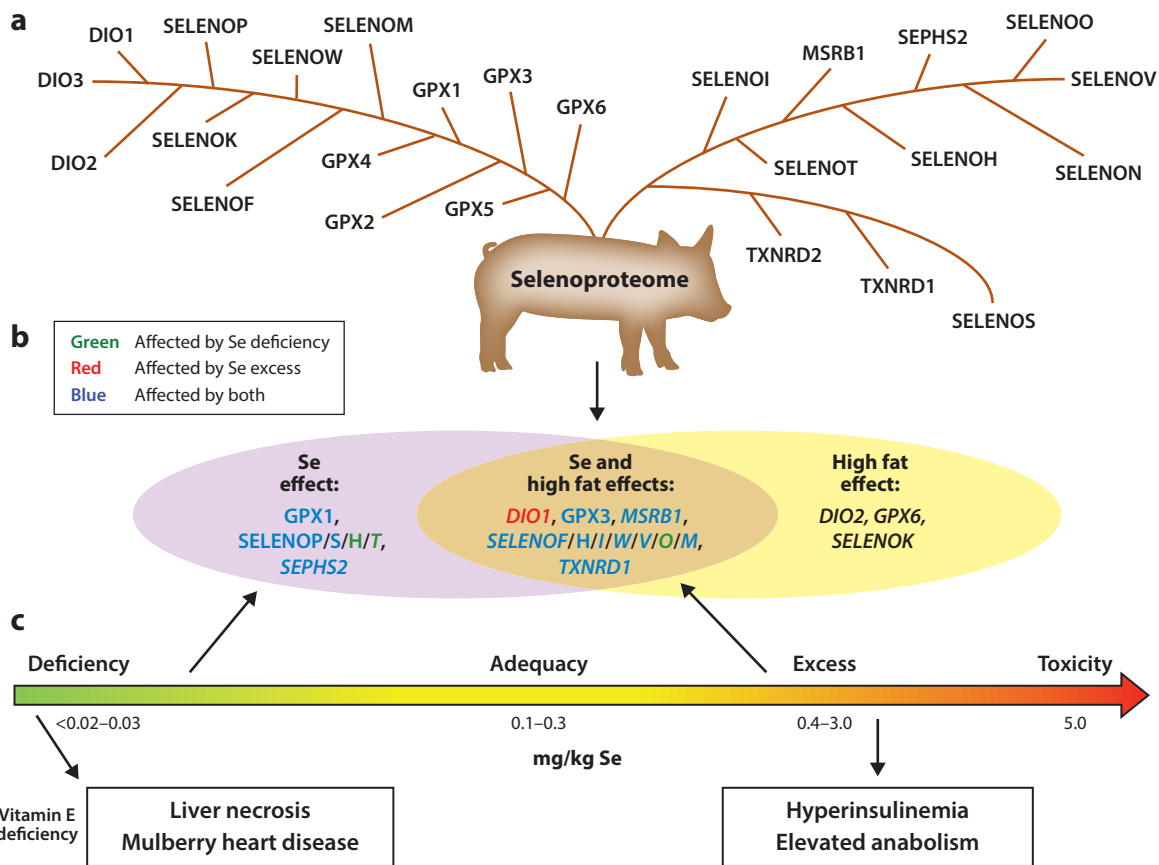 a
DIO1
SELENOP
SELENOW
SELENOM
DIO3
DIO2
SELENOK
SELENOF
GPX1
GPX3
GPX6
GPX4
GPX2
GPX5
SELENOI
MSRB1
SEPHS2
SELENOO
SELENOV
SELENOT
SELENOH
SELENON
TXNRD2
TXNRD1
SELENOS
Selenoproteome
b
Green Affected by Se deficiency
Red Affected by Se excess
Blue Affected by both
Se
effect:
GPX1,
SELENOP/S/H/T,
SEPHS2
Se and
high fat effects:
DIO1, GPX3, MSRB1,
SELENOF/H/I/W/V/O/M,
TXNRD1
High fat
effect:
DIO2, GPX6,
SELENOK
c
Deficiency
Adequacy
Excess
Toxicity
<0.02–0.03
0.1–0.3
0.4–3.0
5.0
mg/kg Se
Vitamin E
deficiency
Liver necrosis
Mulberry heart disease
Hyperinsulinemia
Elevated anabolism